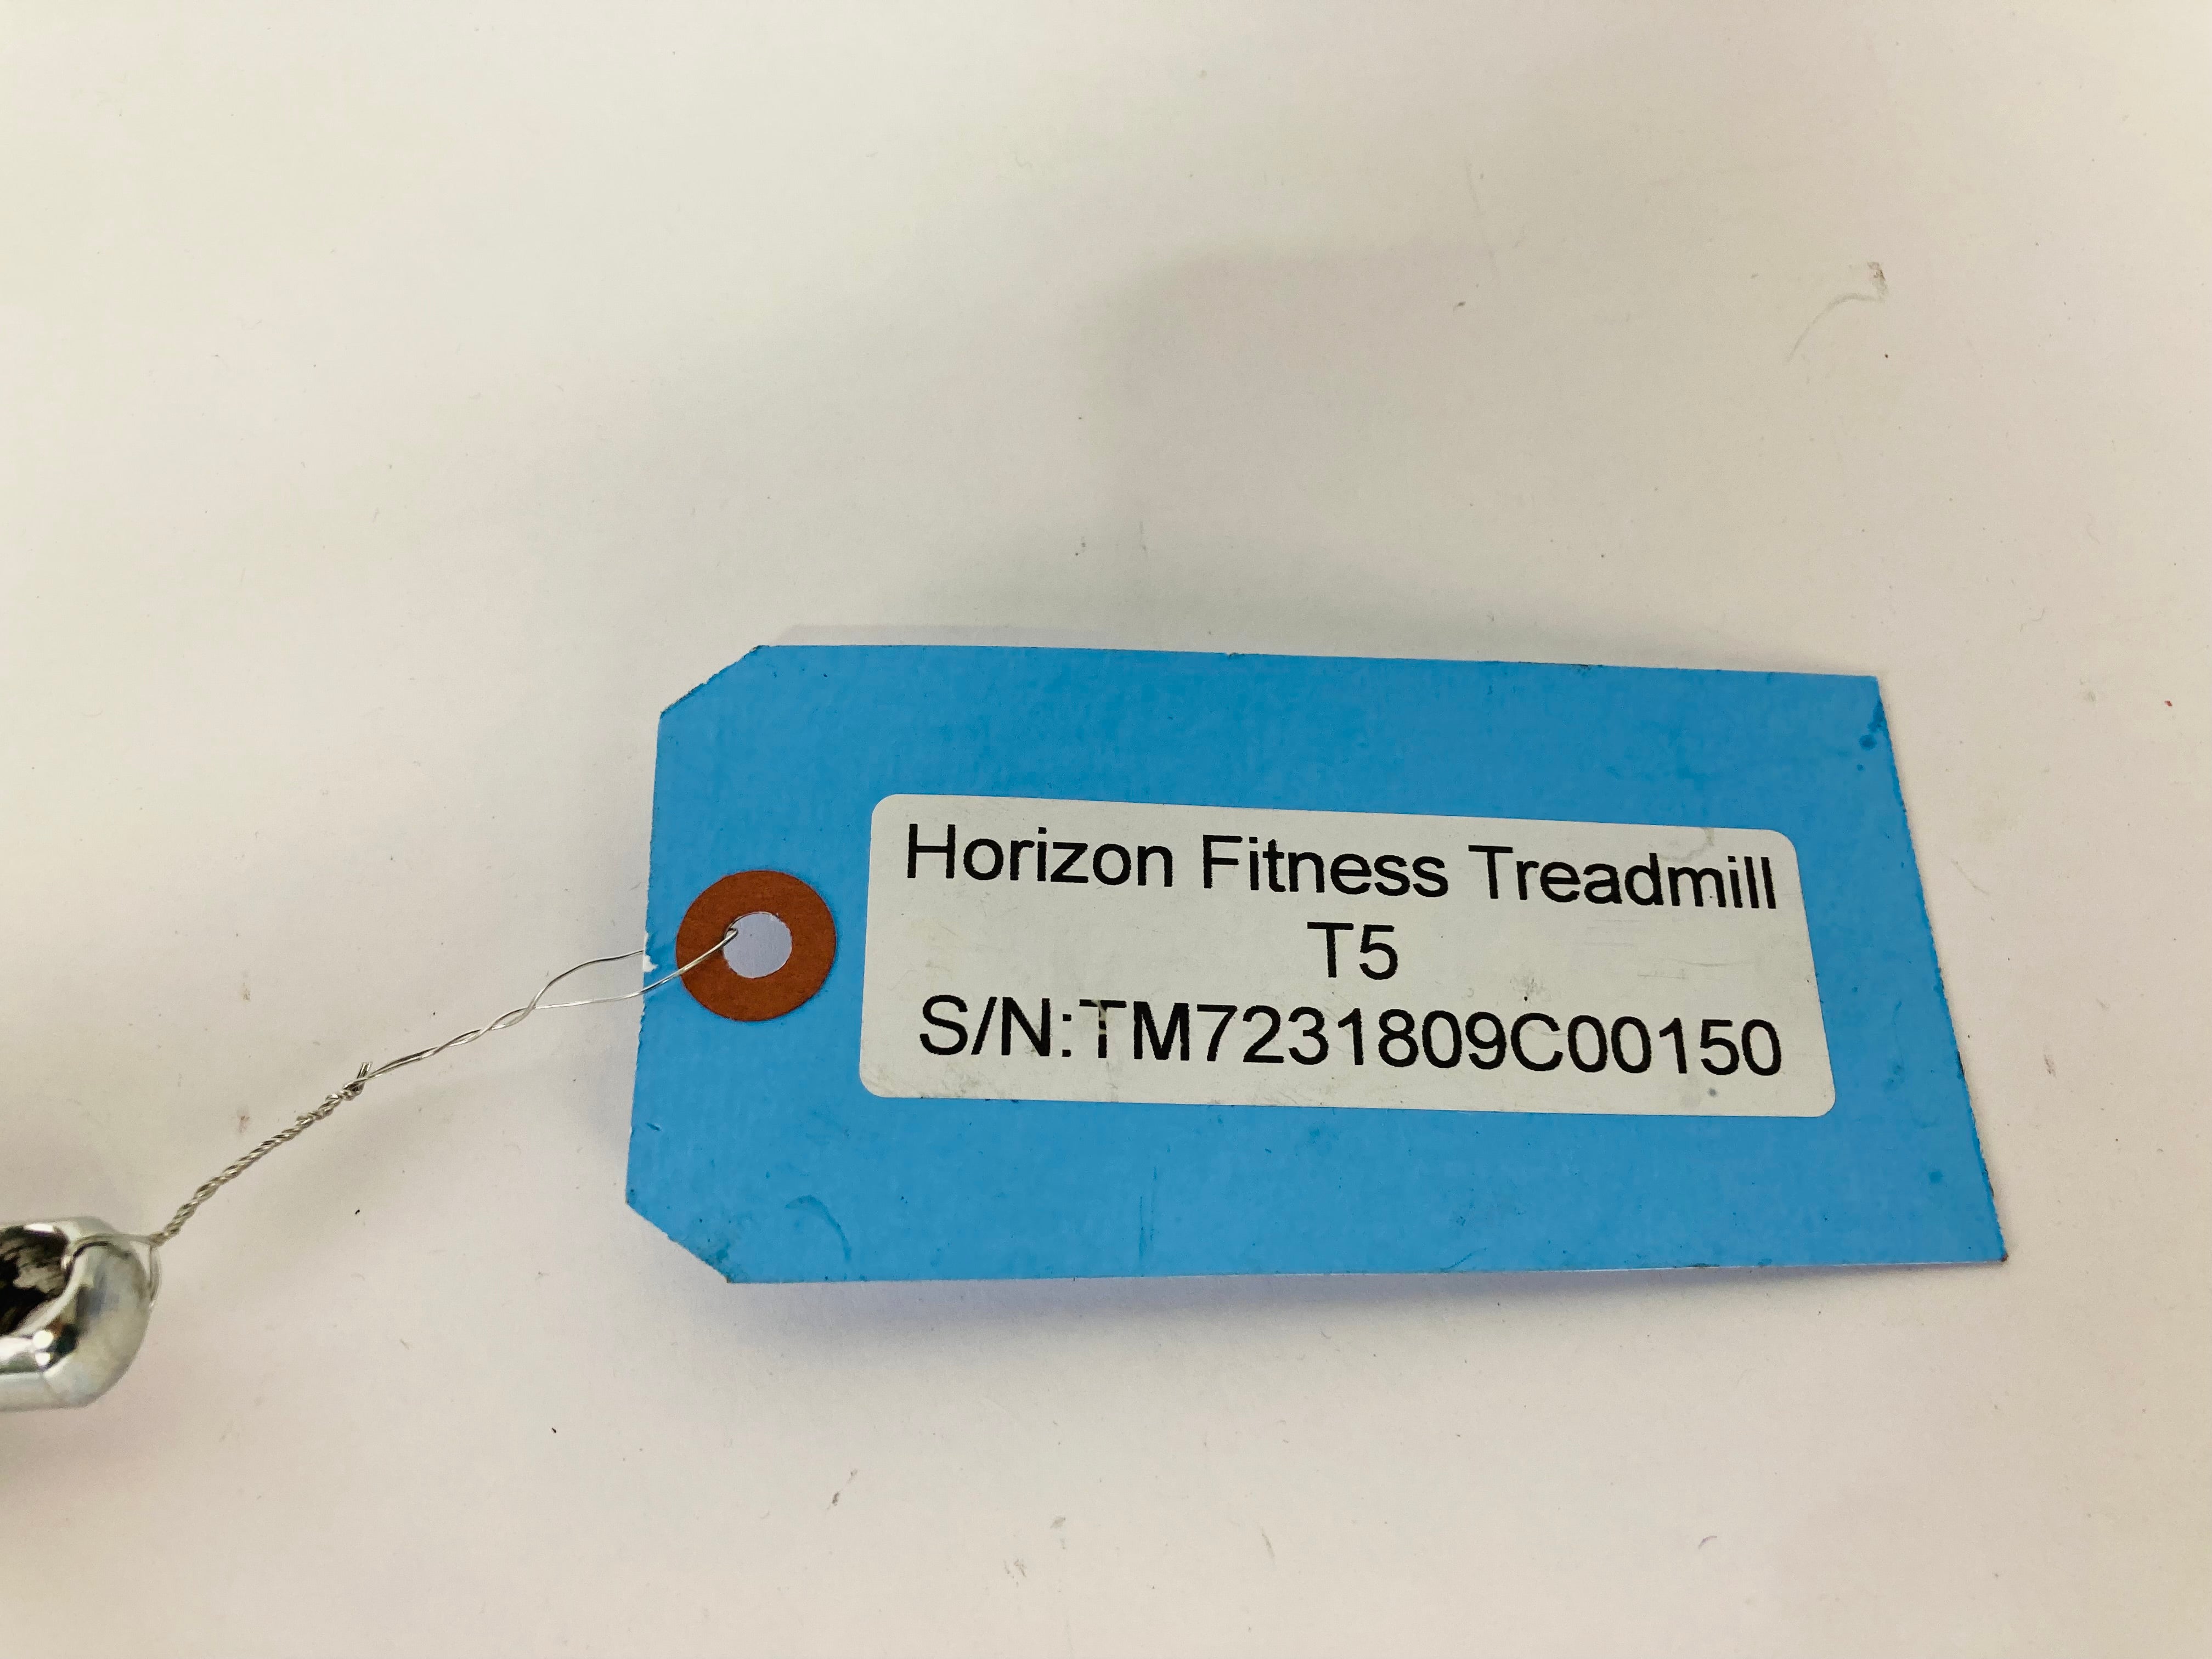 Horizon Fitness Treadmill
T5
S/N:TM7231809C00150